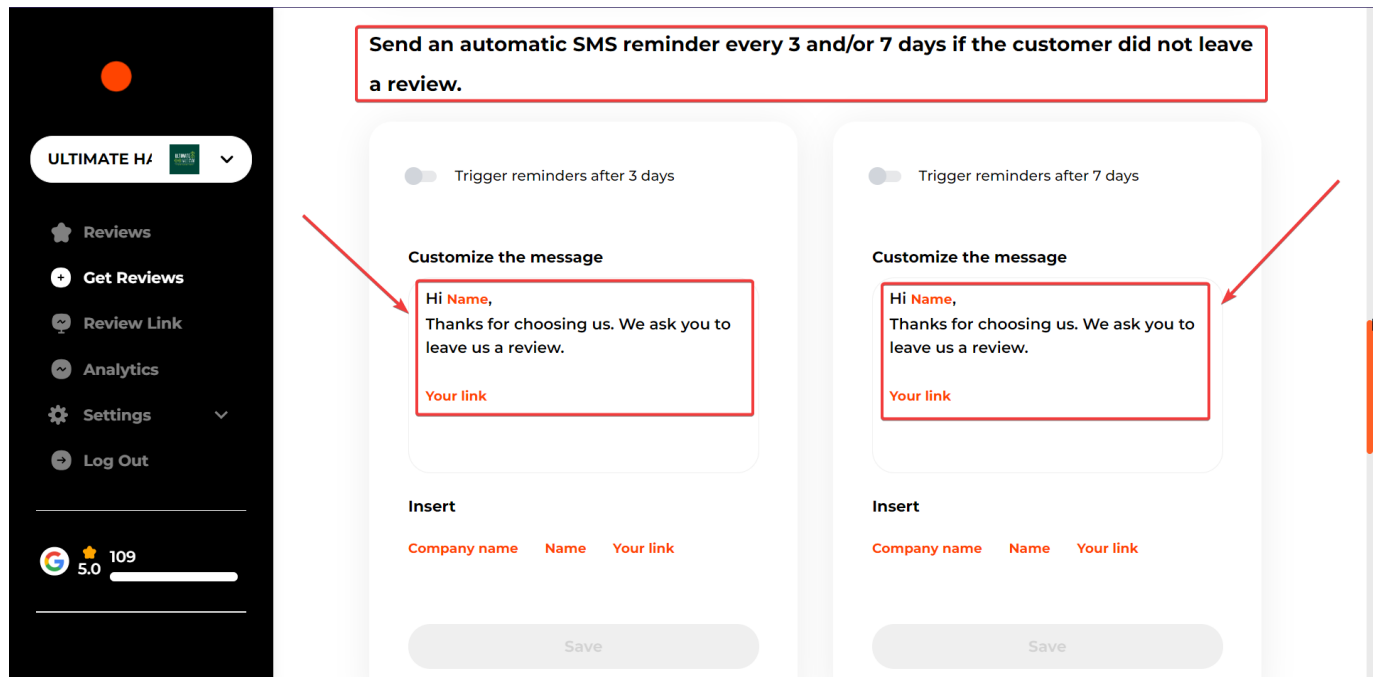 Send an automatic SMS reminder every 3 and/or 7 days if the customer did not leave
a review.
ULTIMATE HA
Reviews
Get Reviews
Review Link
Analytics
Settings
Log Out
109
5.0
Trigger reminders after 3 days
Customize the message
Hi Name,
Thanks for choosing us. We ask you to
leave us a review.
Your link
Insert
Company name Name Your link
Save
Trigger reminders after 7 days
Customize the message
Hi Name,
Thanks for choosing us. We ask you to
leave us a review.
Your link
Insert
Company name Name Your link
Save